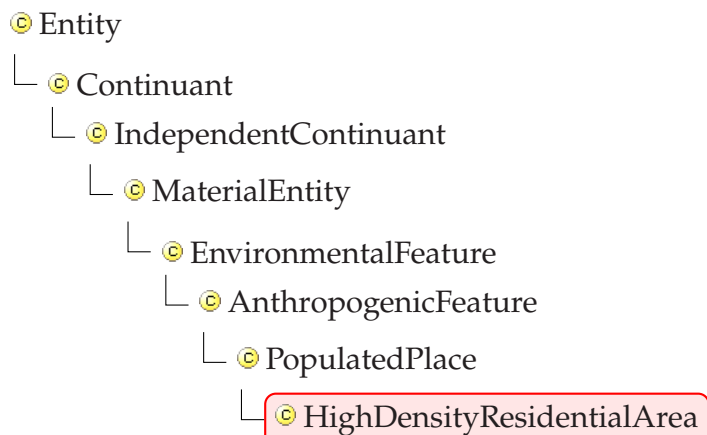 Entity
Continuant
IndependentContinuant
MaterialEntity
EnvironmentalFeature
AnthropogenicFeature
PopulatedPlace
HighDensityResidentialArea